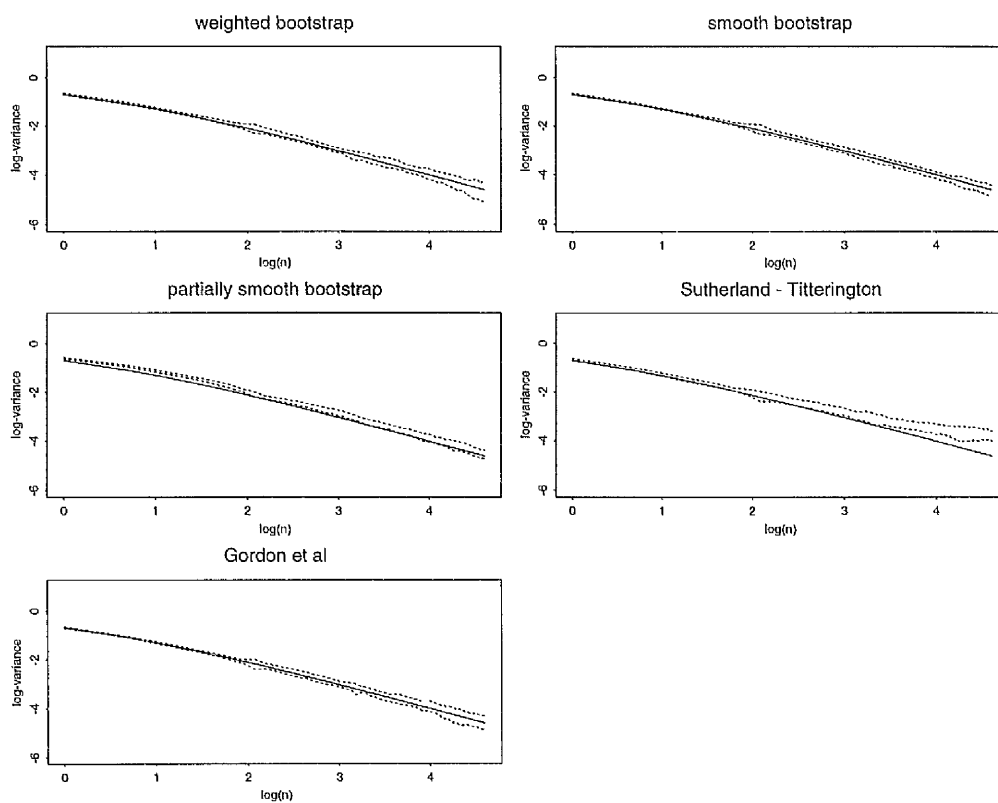 weighted bootstrap
log-variance
0
-2
-4
-6
0 1 2 3 4
log(n)
smooth bootstrap
log-variance
0
-2
-4
-6
0 1 2 3 4
log(n)
partially smooth bootstrap
log-variance
0
-2
-4
-6
0 1 2 3 4
log(n)
Sutherland - Titterington
log-variance
0
-2
-4
-6
0 1 2 3 4
log(n)
Gordon et al
log-variance
0
-2
-4
-6
0 1 2 3 4
log(n)